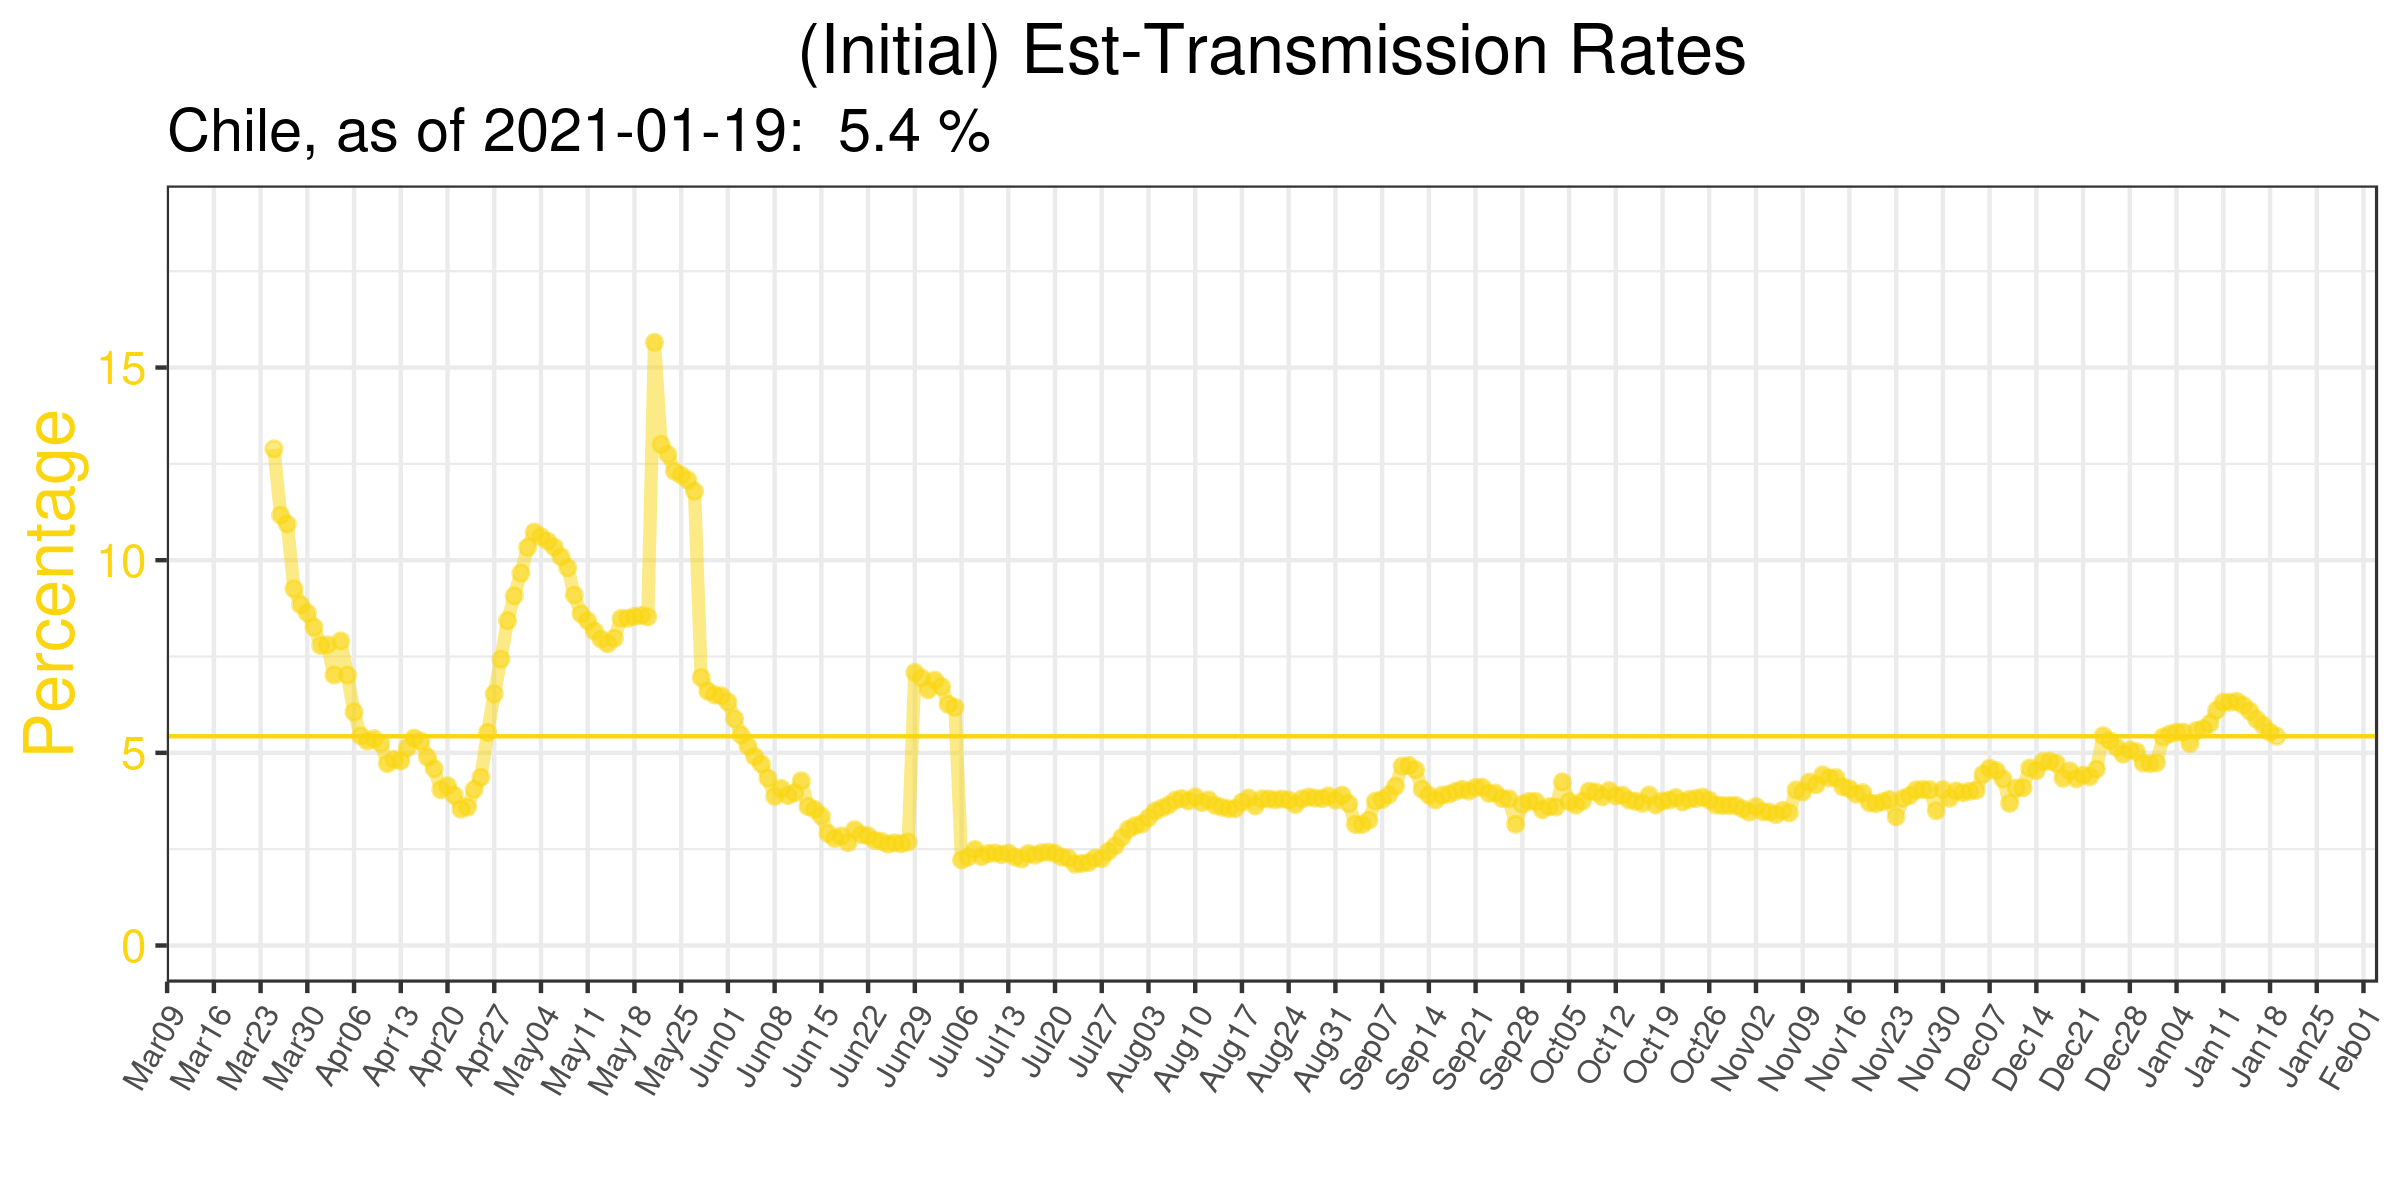 (Initial) Est-Transmission Rates
Chile, as of 2021-01-19:  5.4 %
Percentage
15
10
5
0
Mar09 Mar16 Mar23 Mar30 Apr06 Apr13 Apr20 Apr27 May04 May11 May18 May25 Jun01 Jun08 Jun15 Jun22 Jun29 Jul06 Jul13 Jul20 Jul27 Aug03 Aug10 Aug17 Aug24 Aug31 Sep07 Sep14 Sep21 Sep28 Oct05 Oct12 Oct19 Oct26 Nov02 Nov09 Nov16 Nov23 Nov30 Dec07 Dec14 Dec21 Dec28 Jan04 Jan11 Jan18 Jan25 Feb01